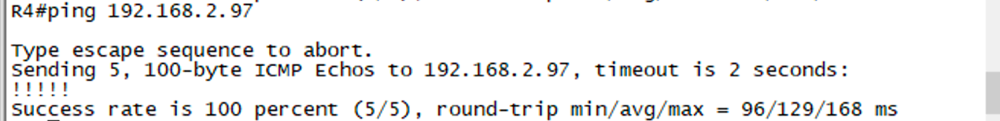 R4#ping 192.168.2.97
Type escape sequence to abort.
Sending 5, 100-byte ICMP Echos to 192.168.2.97, timeout is 2 seconds:
!!!!!
Success rate is 100 percent (5/5), round-trip min/avg/max = 96/129/168 ms